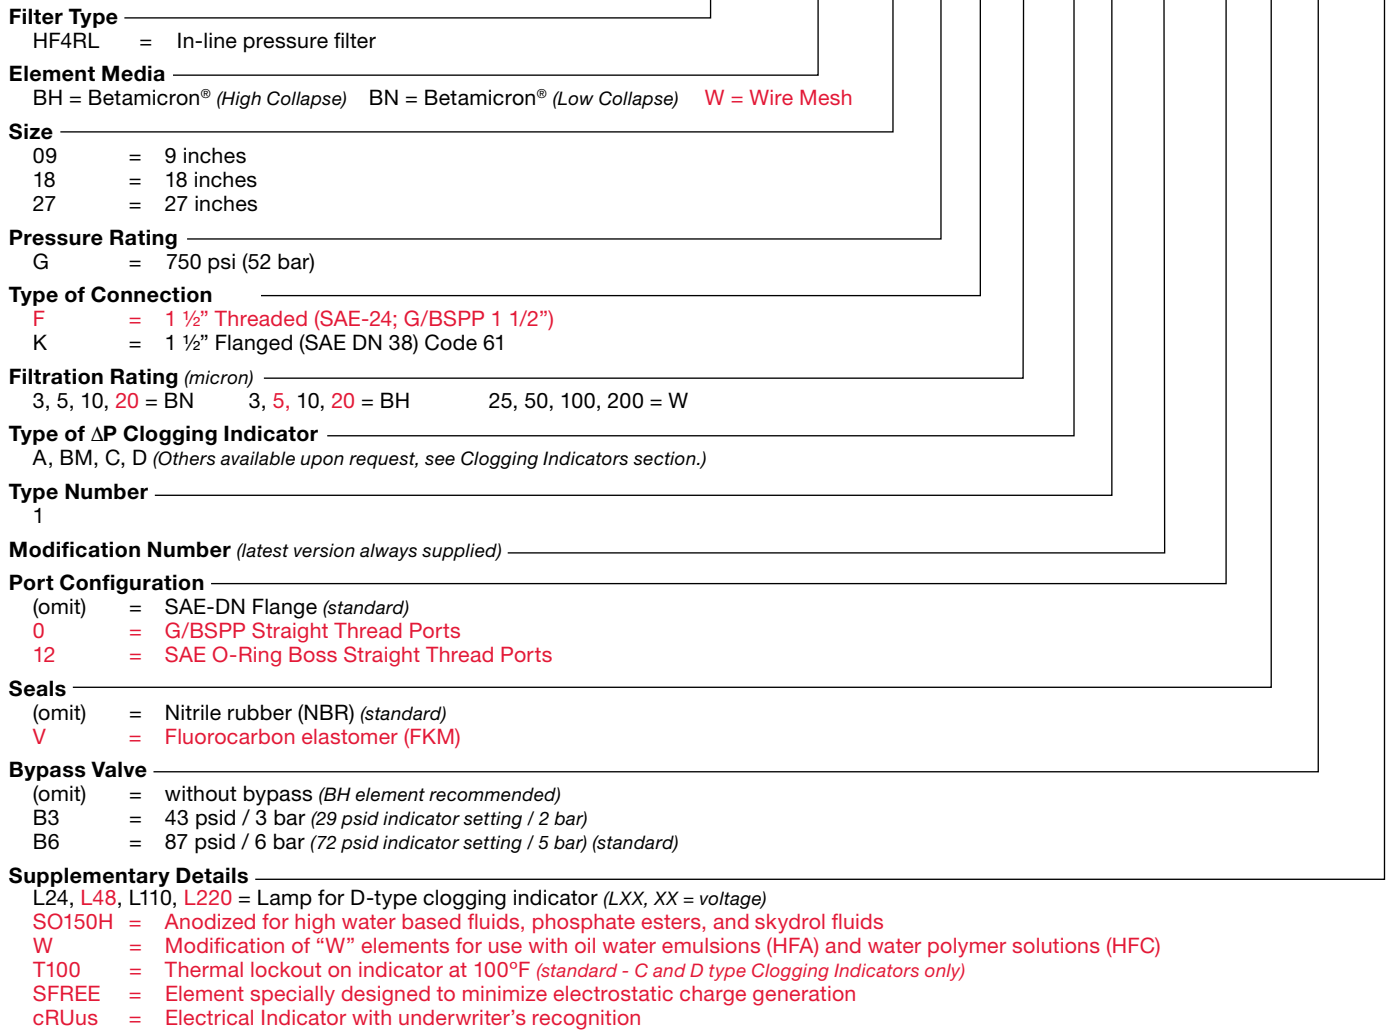 Filter Type
HF4RL = In-line pressure filter
Element Media
BH = Betamicron® (High Collapse) BN = Betamicron® (Low Collapse) W = Wire Mesh
Size
09 = 9 inches
18 = 18 inches
27 = 27 inches
Pressure Rating
G = 750 psi (52 bar)
Type of Connection
F = 1 ½” Threaded (SAE-24; G/BSPP 1 1/2”)
K = 1 ½” Flanged (SAE DN 38) Code 61
Filtration Rating (micron)
3, 5, 10, 20 = BN 3, 5, 10, 20 = BH 25, 50, 100, 200 = W
Type of ΔP Clogging Indicator
A, BM, C, D (Others available upon request, see Clogging Indicators section.)
Type Number
1
Modification Number (latest version always supplied)
Port Configuration
(omit) = SAE-DN Flange (standard)
0 = G/BSPP Straight Thread Ports
12 = SAE O-Ring Boss Straight Thread Ports
Seals
(omit) = Nitrile rubber (NBR) (standard)
V = Fluorocarbon elastomer (FKM)
Bypass Valve
(omit) = without bypass (BH element recommended)
B3 = 43 psid / 3 bar (29 psid indicator setting / 2 bar)
B6 = 87 psid / 6 bar (72 psid indicator setting / 5 bar) (standard)
Supplementary Details
L24, L48, L110, L220 = Lamp for D-type clogging indicator (LXX, XX = voltage)
SO150H = Anodized for high water based fluids, phosphate esters, and skydrol fluids
W = Modification of “W” elements for use with oil water emulsions (HFA) and water polymer solutions (HFC)
T100 = Thermal lockout on indicator at 100°F (standard - C and D type Clogging Indicators only)
SFREE = Element specially designed to minimize electrostatic charge generation
cRUus = Electrical Indicator with underwriter’s recognition